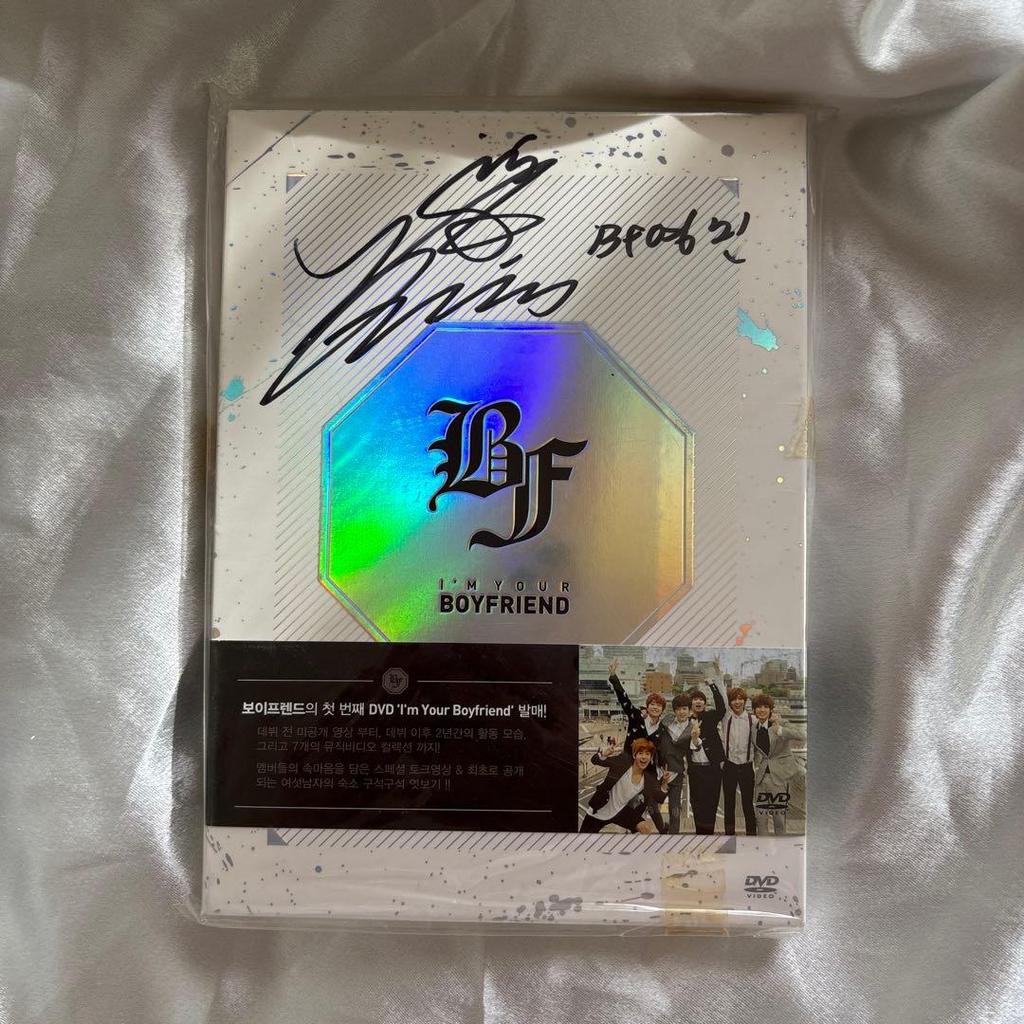 BF영민
BF
I'M YOUR
BOYFRIEND
BF
보이프렌드의 첫 번째 DVD 'I'm Your Boyfriend' 발매!
데뷔 전 미공개 영상 부터, 데뷔 이후 2년간의 활동 모습,
그리고 7개의 뮤직비디오 컬렉션 까지!
멤버들의 속마음을 담은 스페셜 토크영상 & 최초로 공개
되는 여섯남자의 숙소 구석구석 엿보기 !!
DVD
VIDEO
DVD
VIDEO